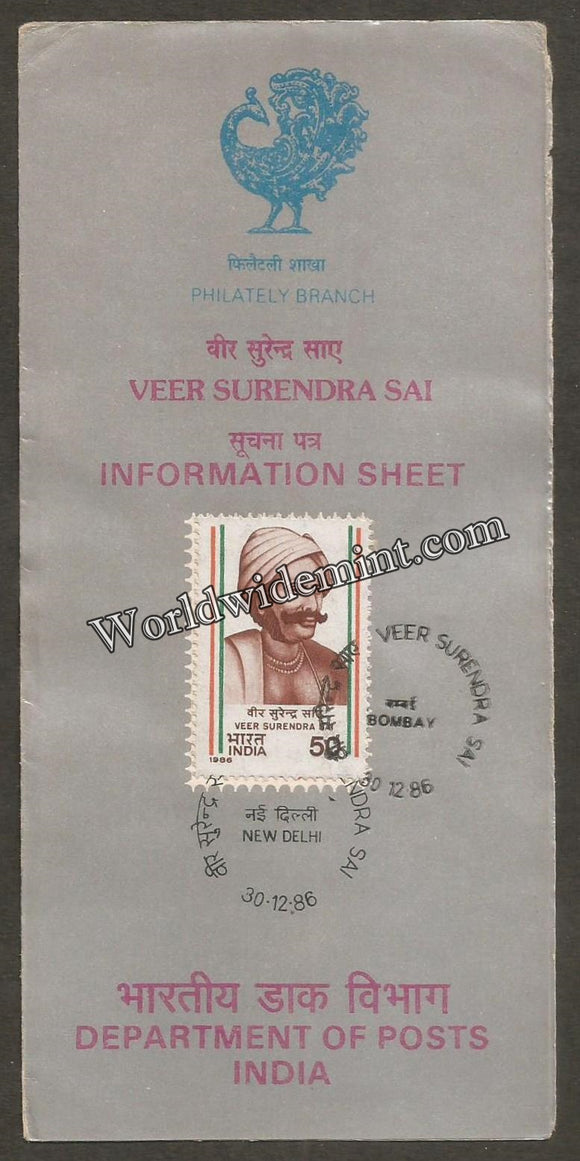 फिलैटली शाखा
PHILATELY BRANCH
वीर सुरेन्द्र साए
VEER SURENDRA SAI
सूचना पत्र
INFORMATION SHEET
Worldwidemint.com
वीर सुरेन्द्र साए
VEER SURENDRA SAI
भारत
INDIA
50
1986
VEER SURENDRA SAI
बम्बई
BOMBAY
30 12 86
वीर सुरेन्द्र
NDRA SAI
नई दिल्ली
NEW DELHI
30.12.86
भारतीय डाक विभाग
DEPARTMENT OF POSTS
INDIA